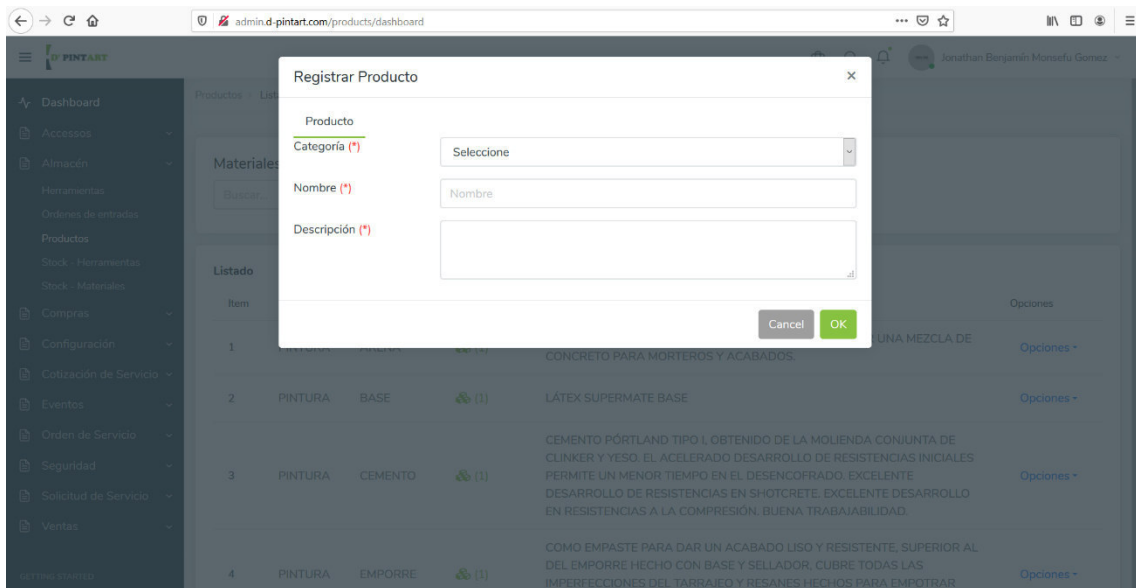 admin.d-pintart.com/products/dashboard
D' PINTART
Jonathan Benjamín Monsefu Gomez
Registrar Producto
×
Dashboard
Productos
Producto
Accessos
Categoría (*)
Seleccione
Almacén
Materiales
Herramientas
Nombre (*)
Nombre
Buscar...
Ordenes de entradas
Descripción (*)
Productos
Stock - Herramientas
Listado
Stock - Materiales
Item
Opciones
Compras
Cancel
OK
Configuración
1
ARENA
(1)
UNA MEZCLA DE
CONCRETO PARA MORTEROS Y ACABADOS.
Opciones
Cotización de Servicio
Eventos
2
PINTURA
BASE
(1)
LÁTEX SUPERMATE BASE
Opciones
Orden de Servicio
Seguridad
Solicitud de Servicio
Ventas
3
PINTURA
CEMENTO
(1)
CEMENTO PÓRTLAND TIPO I, OBTENIDO DE LA MOLIENDA CONJUNTA DE
CLINKER Y YESO. EL ACELERADO DESARROLLO DE RESISTENCIAS INICIALES
PERMITE UN MENOR TIEMPO EN EL DESENCOFRADO. EXCELENTE
DESARROLLO DE RESISTENCIAS EN SHOTCRETE. EXCELENTE DESARROLLO
EN RESISTENCIAS A LA COMPRESIÓN. BUENA TRABAJABILIDAD.
Opciones
GETTING STARTED
4
PINTURA
EMPORRE
(1)
COMO EMPASTE PARA DAR UN ACABADO LISO Y RESISTENTE, SUPERIOR AL
DEL EMPORRE HECHO CON BASE Y SELLADOR, CUBRE TODAS LAS
IMPERFECCIONES DEL TARRAJEO Y RESANES HECHOS PARA EMPOTRAR
Opciones